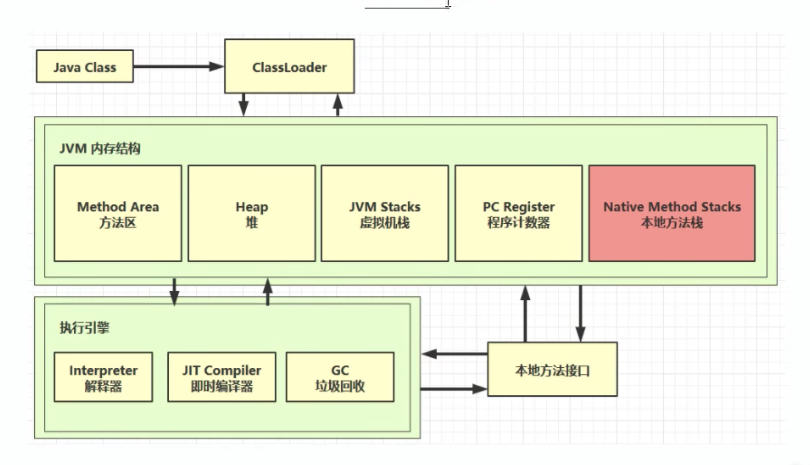 Java Class
ClassLoader
JVM 内存结构
Method Area
方法区
Heap
堆
JVM Stacks
虚拟机栈
PC Register
程序计数器
Native Method Stacks
本地方法栈
执行引擎
Interpreter
解释器
JIT Compiler
即时编译器
GC
垃圾回收
本地方法接口